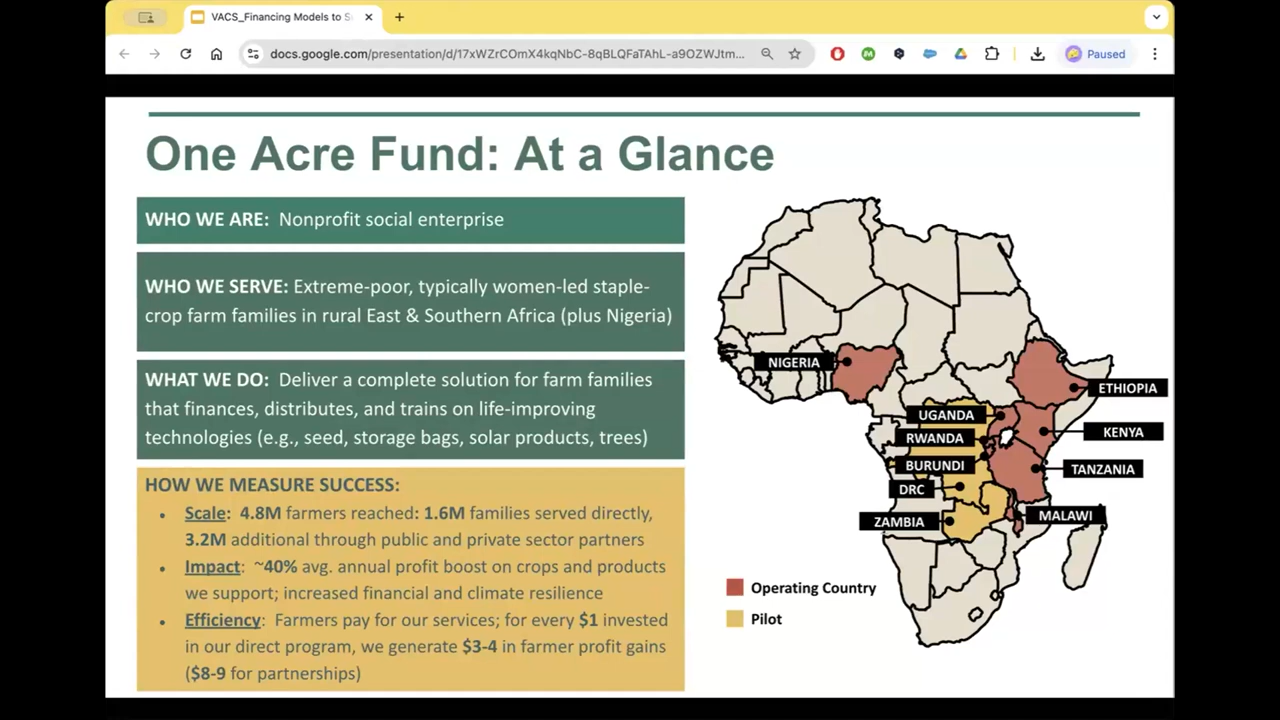 VACS_Financing Models to S
docs.google.com/presentation/d/17xWZrCOmX4kqNbC-8qBLQFaTAhL-a9OZWJtm...
Paused
One Acre Fund: At a Glance
WHO WE ARE: Nonprofit social enterprise
WHO WE SERVE: Extreme-poor, typically women-led staple-
crop farm families in rural East & Southern Africa (plus Nigeria)
WHAT WE DO: Deliver a complete solution for farm families
that finances, distributes, and trains on life-improving
technologies (e.g., seed, storage bags, solar products, trees)
HOW WE MEASURE SUCCESS:
• Scale: 4.8M farmers reached: 1.6M families served directly,
3.2M additional through public and private sector partners
• Impact: ~40% avg. annual profit boost on crops and products
we support; increased financial and climate resilience
• Efficiency: Farmers pay for our services; for every $1 invested
in our direct program, we generate $3-4 in farmer profit gains
($8-9 for partnerships)
NIGERIA
ETHIOPIA
UGANDA
KENYA
RWANDA
BURUNDI
TANZANIA
DRC
MALAWI
ZAMBIA
Operating Country
Pilot